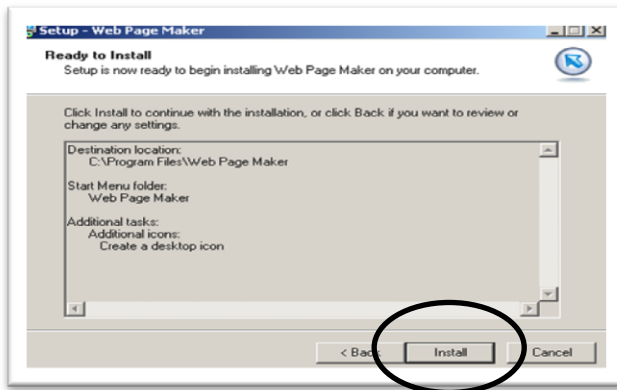 Setup - Web Page Maker
Ready to Install
Setup is now ready to begin installing Web Page Maker on your computer.
Click Install to continue with the installation, or click Back if you want to review or
change any settings.
Destination location:
C:\Program Files\Web Page Maker
Start Menu folder:
Web Page Maker
Additional tasks:
Additional icons:
Create a desktop icon
< Back
Install
Cancel